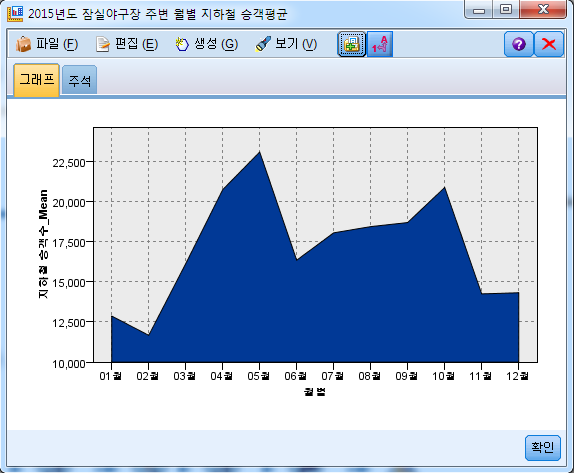 2015년도 잠실야구장 주변 월별 지하철 승객평균
파일 (F) 편집 (E) 생성 (G) 보기 (V)
그래프 주석
지하철 승객수_Mean
22,500
20,000
17,500
15,000
12,500
10,000
01월 02월 03월 04월 05월 06월 07월 08월 09월 10월 11월 12월
월별
확인